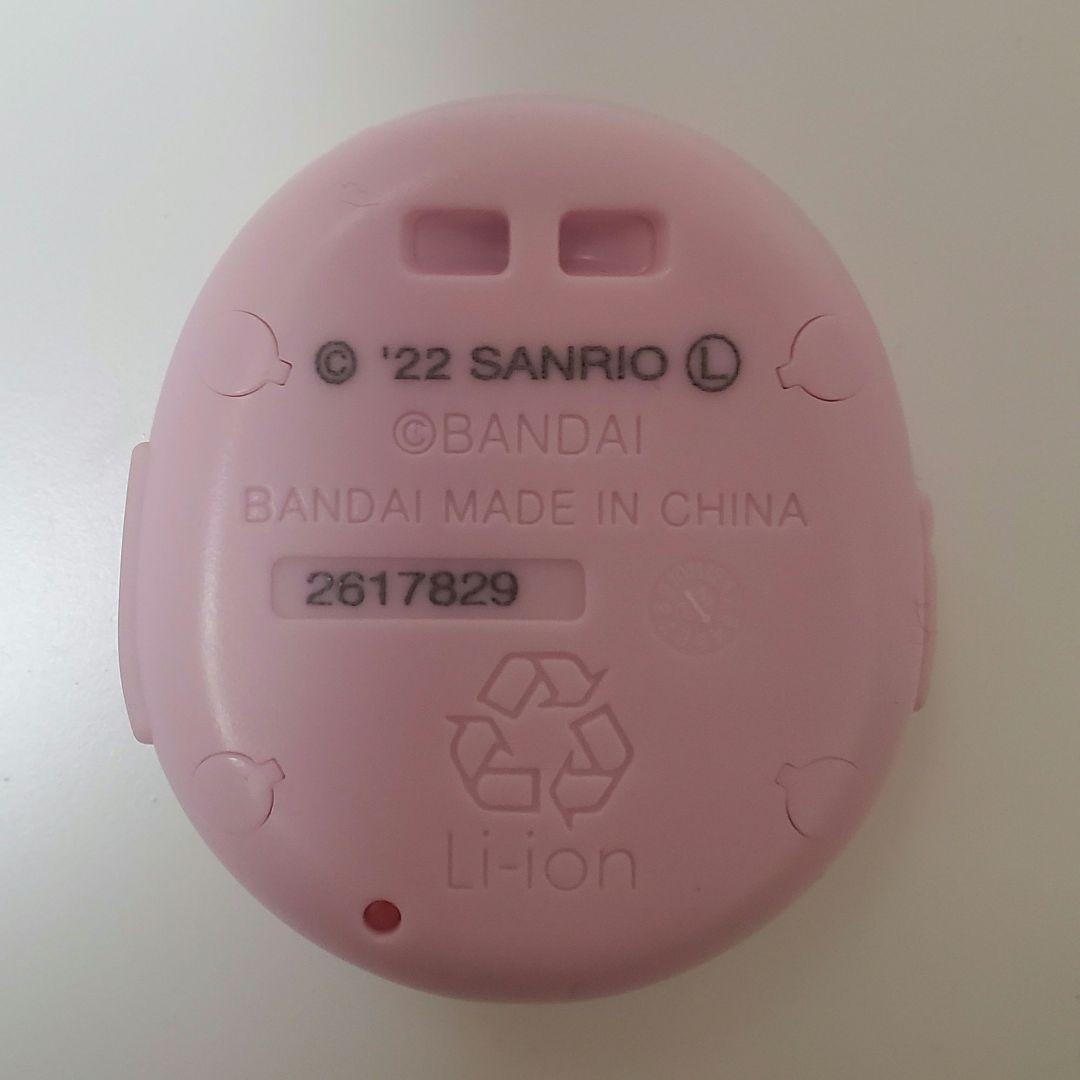 © '22 SANRIO Ⓛ
©BANDAI
BANDAI MADE IN CHINA
2617829
Li-ion